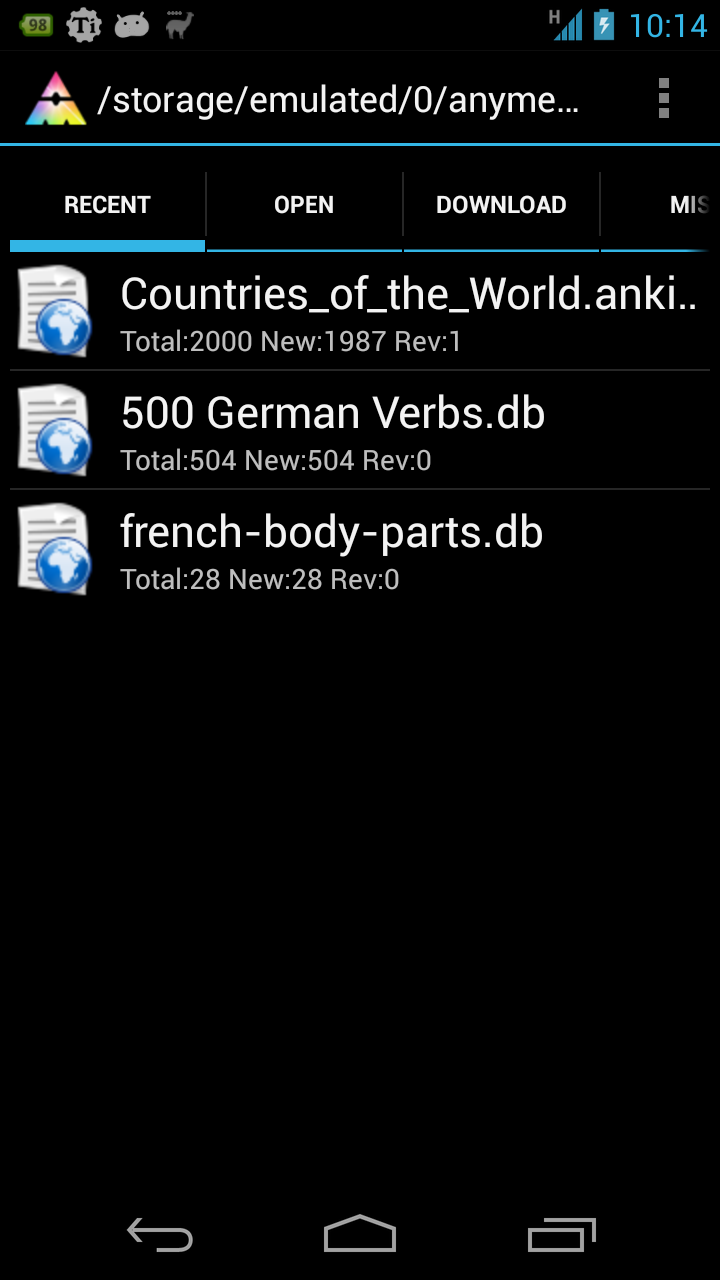 98 Ti H 10:14
/storage/emulated/0/anyme...
RECENT OPEN DOWNLOAD MIS
Countries_of_the_World.anki..
Total:2000 New:1987 Rev:1
500 German Verbs.db
Total:504 New:504 Rev:0
french-body-parts.db
Total:28 New:28 Rev:0